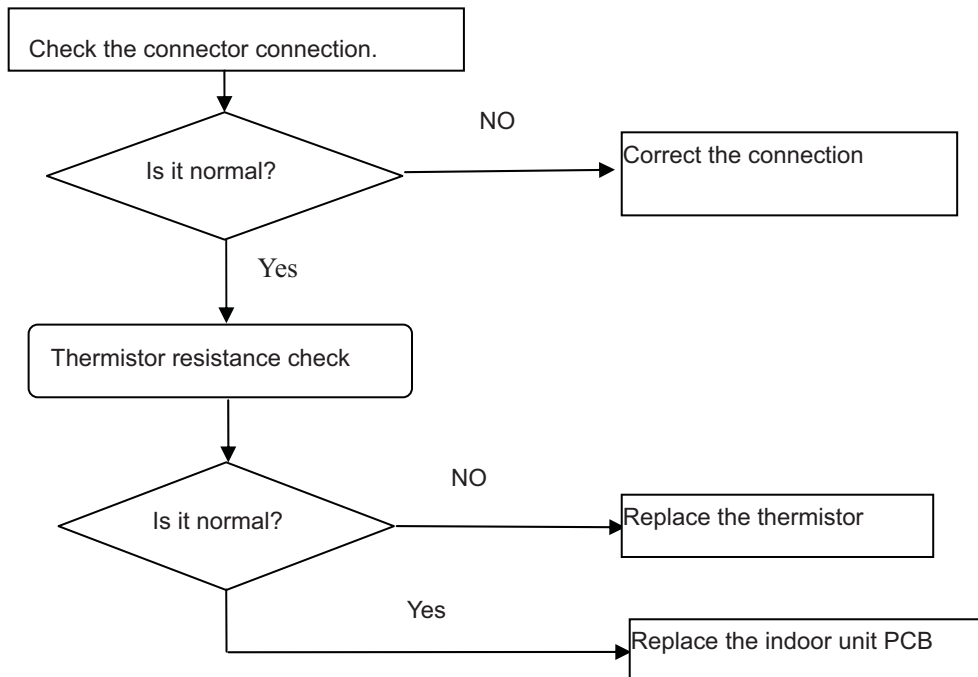 Check the connector connection.
NO
Is it normal?
Correct the connection
Yes
Thermistor resistance check
NO
Is it normal?
Replace the thermistor
Yes
Replace the indoor unit PCB